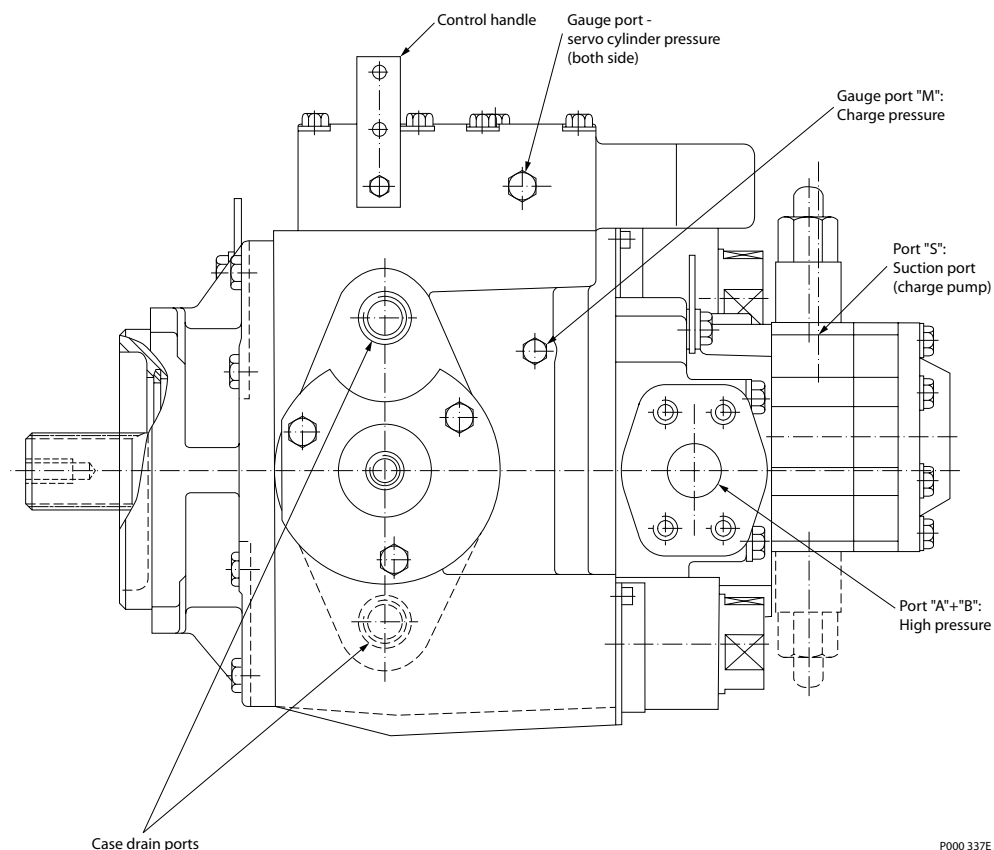 Control handle
Gauge port -
servo cylinder pressure
(both side)
Gauge port "M":
Charge pressure
Port "S":
Suction port
(charge pump)
Port "A"+"B":
High pressure
Case drain ports
P000 337E